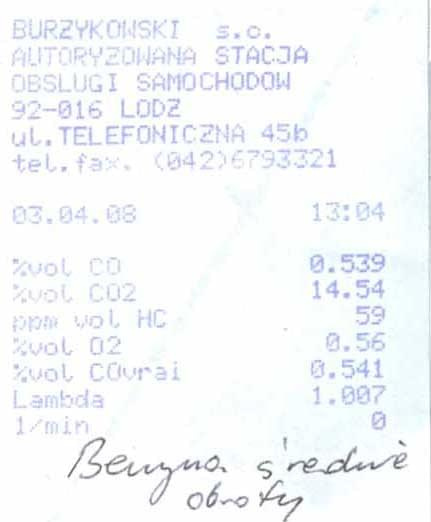 BURZYKOWSKI s.c.
AUTORYZOWANA STACJA
OBSLUGI SAMOCHODOW
92-016 LODZ
ul.TELEFONICZNA 45b
tel.fax. (042)6793321
03.04.08 13:04
%vol CO 0.539
%vol CO2 14.54
ppm vol HC 59
%vol O2 0.56
%vol COvrai 0.541
Lambda 1.007
1/min 0
Benzyna średnie
obroty